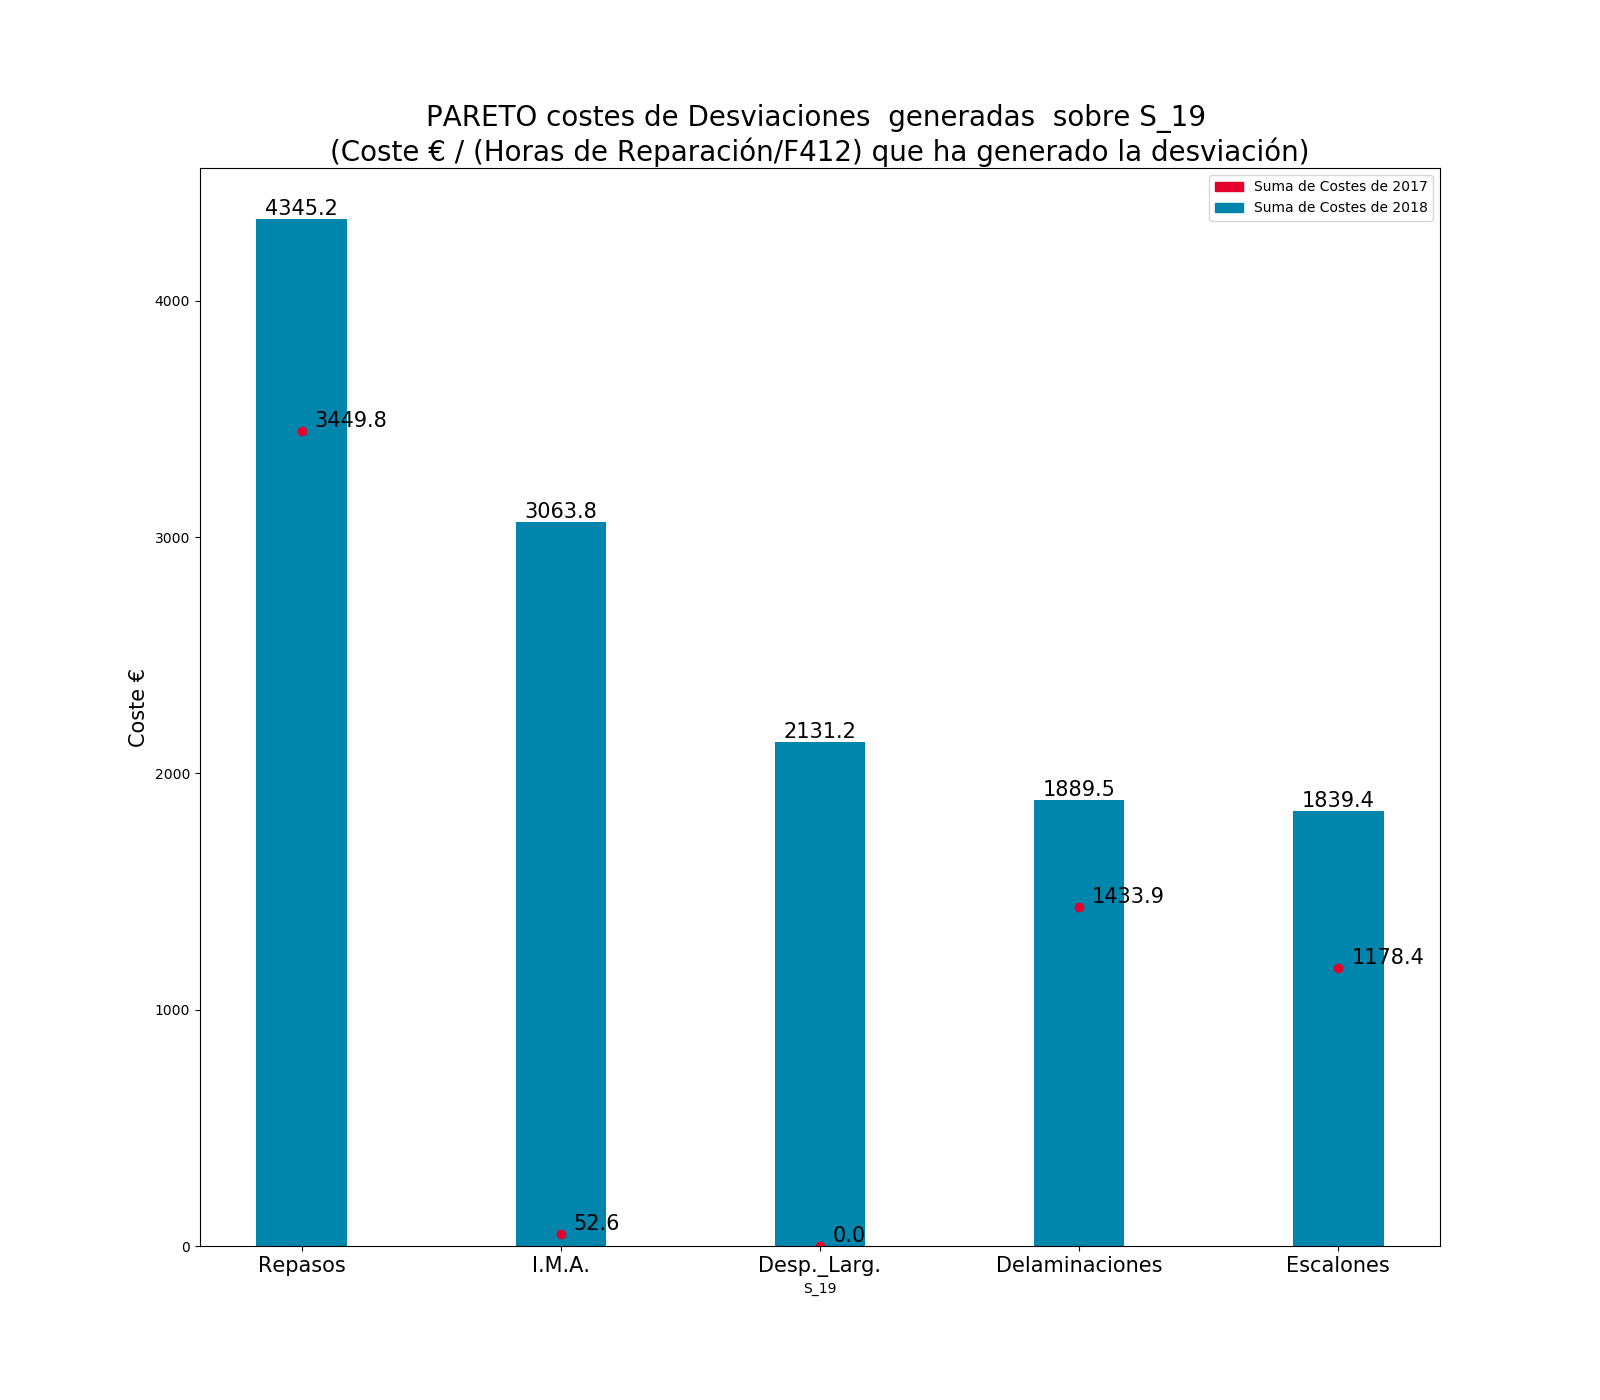 PARETO costes de Desviaciones  generadas  sobre S_19
(Coste € / (Horas de Reparación/F412) que ha generado la desviación)
Suma de Costes de 2017
Suma de Costes de 2018
4345.2
4000
3449.8
3063.8
3000
Coste €
2131.2
2000
1889.5
1839.4
1433.9
1178.4
1000
52.6
0.0
0
Repasos
I.M.A.
Desp._Larg.
Delaminaciones
Escalones
S_19